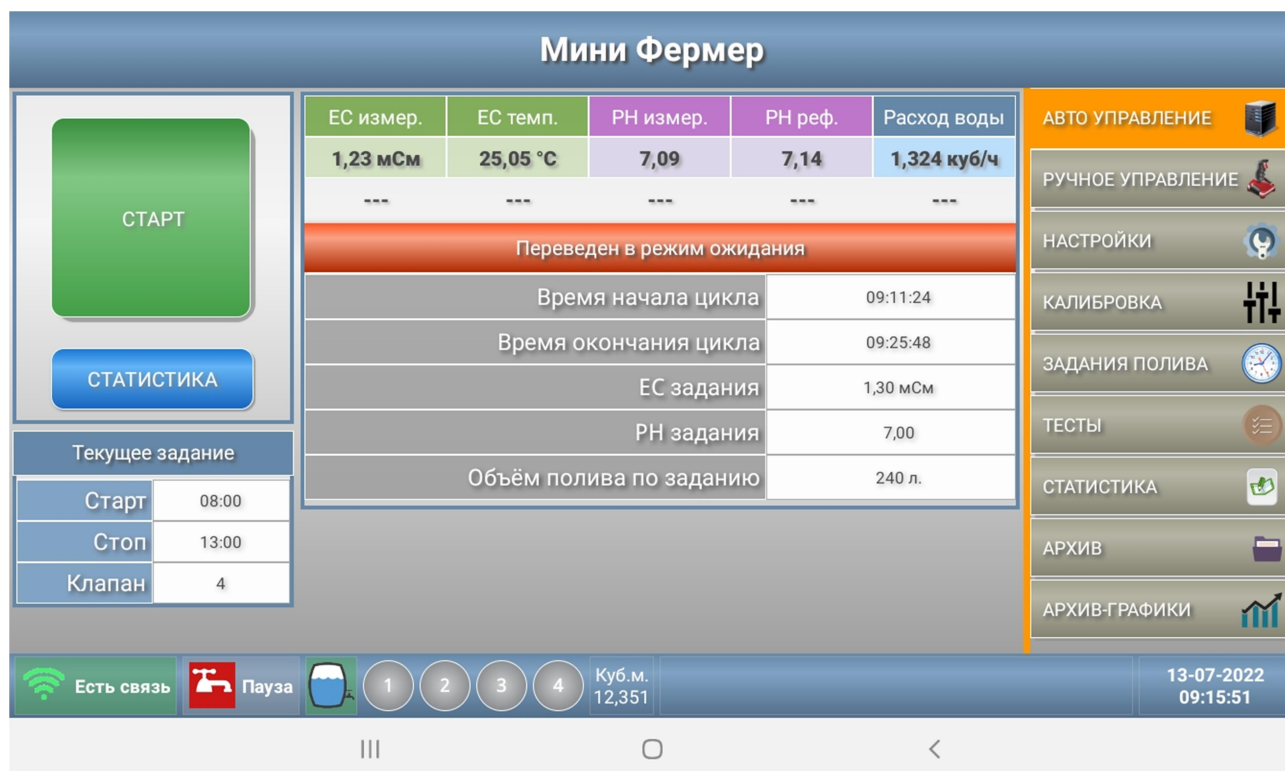 Мини Фермер
СТАРТ
СТАТИСТИКА
Текущее задание
Старт 08:00
Стоп 13:00
Клапан 4
ЕС измер. ЕС темп. РН измер. РН реф. Расход воды
1,23 мСм 25,05 °C 7,09 7,14 1,324 куб/ч
--- --- --- --- ---
Переведен в режим ожидания
Время начала цикла 09:11:24
Время окончания цикла 09:25:48
ЕС задания 1,30 мСм
РН задания 7,00
Объём полива по заданию 240 л.
АВТО УПРАВЛЕНИЕ
РУЧНОЕ УПРАВЛЕНИЕ
НАСТРОЙКИ
КАЛИБРОВКА
ЗАДАНИЯ ПОЛИВА
ТЕСТЫ
СТАТИСТИКА
АРХИВ
АРХИВ-ГРАФИКИ
Есть связь Пауза 1 2 3 4
Куб.м.
12,351
13-07-2022
09:15:51